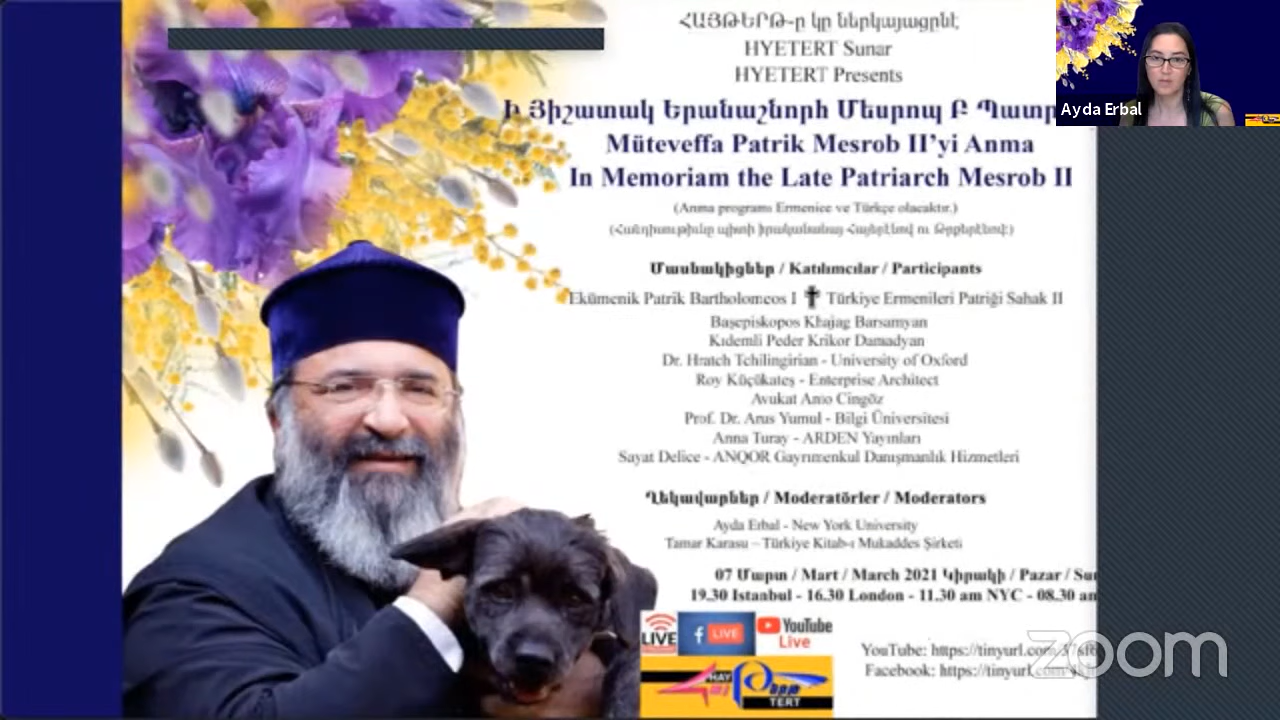 ՀԱՅԹԵՐԹ-ը կը ներկայացրնէ
HYETERT Sunar
HYETERT Presents
Ի Յիշատակ Երանաշնորհ Մեսրոպ Բ
Müteveffa Patrik Mesrob II'yi Anma
In Memoriam the Late Patriarch Mesrob II
(Anma programı Ermenice ve Türkçe olacaktır.)
Մասնակիցներ / Katılımcılar / Participants
Ekümenik Patrik Bartholomeos I Türkiye Ermenileri Patriği Sahak II
Başepiskopos Khajag Barsamyan
Kıdemli Peder Krikor Damadyan
Dr. Hratch Tchilingirian - University of Oxford
Roy Küçükateş - Enterprise Architect
Avukat Arno Cingöz
Prof. Dr. Arus Yumul - Bilgi Üniversitesi
Anna Turay - ARDEN Yayınları
Sayat Delice - ANQOR Gayrımenkul Danışmanlık Hizmetleri
Ղեկավարներ / Moderatörler / Moderators
Ayda Erbal - New York University
Tamar Karasu – Türkiye Kitab-ı Mukaddes Şirketi
07 Մարտ / Mart / March 2021 Կիրակի / Pazar /
19.30 Istanbul - 16.30 London - 11.30 am NYC - 08.30 am
LIVE
f LIVE
YouTube
Live
HAY
TERT
YouTube: https://tinyurl.com
Facebook: https://tinyurl.com
Ayda Erbal
zoom